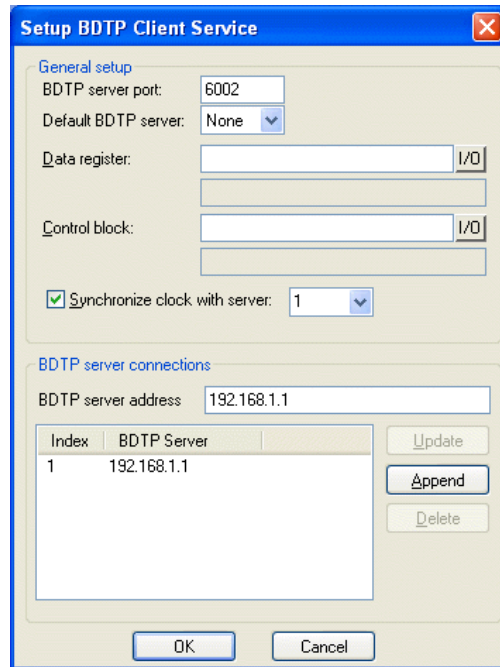 Setup BDTP Client Service
General setup
BDTP server port: 6002
Default BDTP server: None
Data register: I/O
Control block: I/O
Synchronize clock with server: 1
BDTP server connections
BDTP server address 192.168.1.1
Index BDTP Server
1 192.168.1.1
Update
Append
Delete
OK Cancel